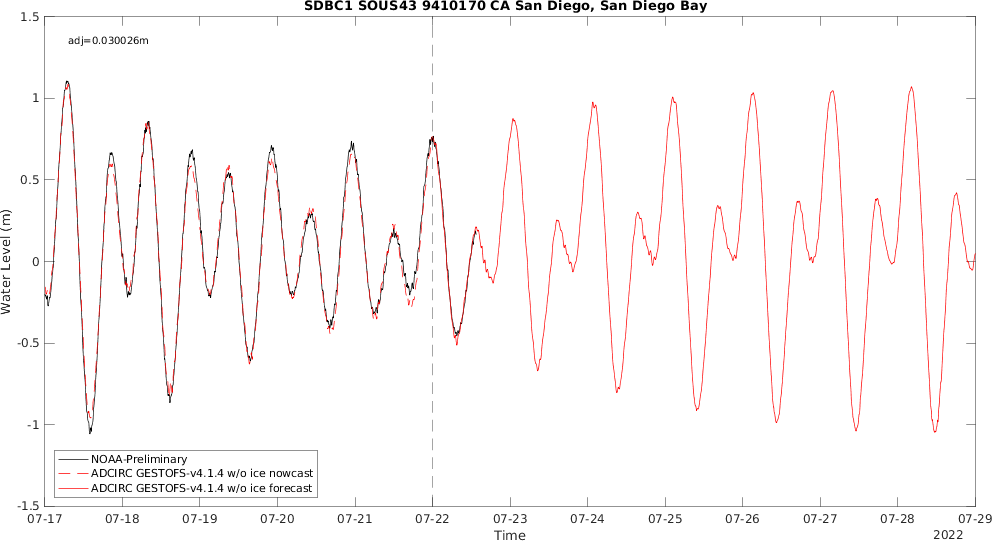 SDBC1 SOUS43 9410170 CA San Diego, San Diego Bay
adj=0.030026m
1.5
1
0.5
0
-0.5
-1
-1.5
Water Level (m)
NOAA-Preliminary
ADCIRC GESTOFS-v4.1.4 w/o ice nowcast
ADCIRC GESTOFS-v4.1.4 w/o ice forecast
07-17 07-18 07-19 07-20 07-21 07-22 07-23 07-24 07-25 07-26 07-27 07-28 07-29
Time
2022